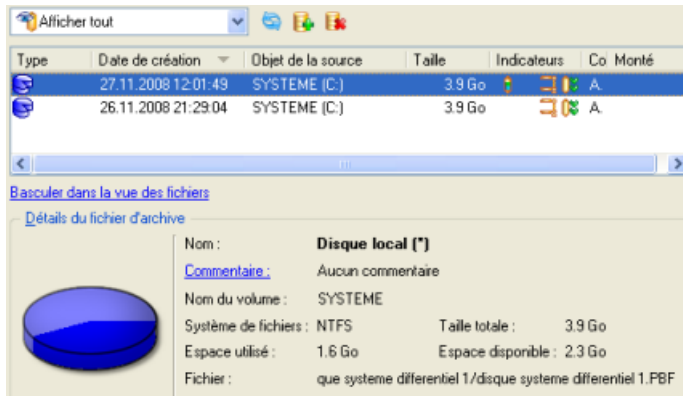 Afficher tout
Type Date de création Objet de la source Taille Indicateurs Co Monté
27.11.2008 12:01:49 SYSTEME (C:) 3.9 Go A.
26.11.2008 21:29:04 SYSTEME (C:) 3.9 Go A.
Basculer dans la vue des fichiers
Détails du fichier d'archive
Nom : Disque local (*)
Commentaire : Aucun commentaire
Nom du volume : SYSTEME
Système de fichiers : NTFS Taille totale : 3.9 Go
Espace utilisé : 1.6 Go Espace disponible : 2.3 Go
Fichier : que systeme differentiel 1/disque systeme differentiel 1.PBF